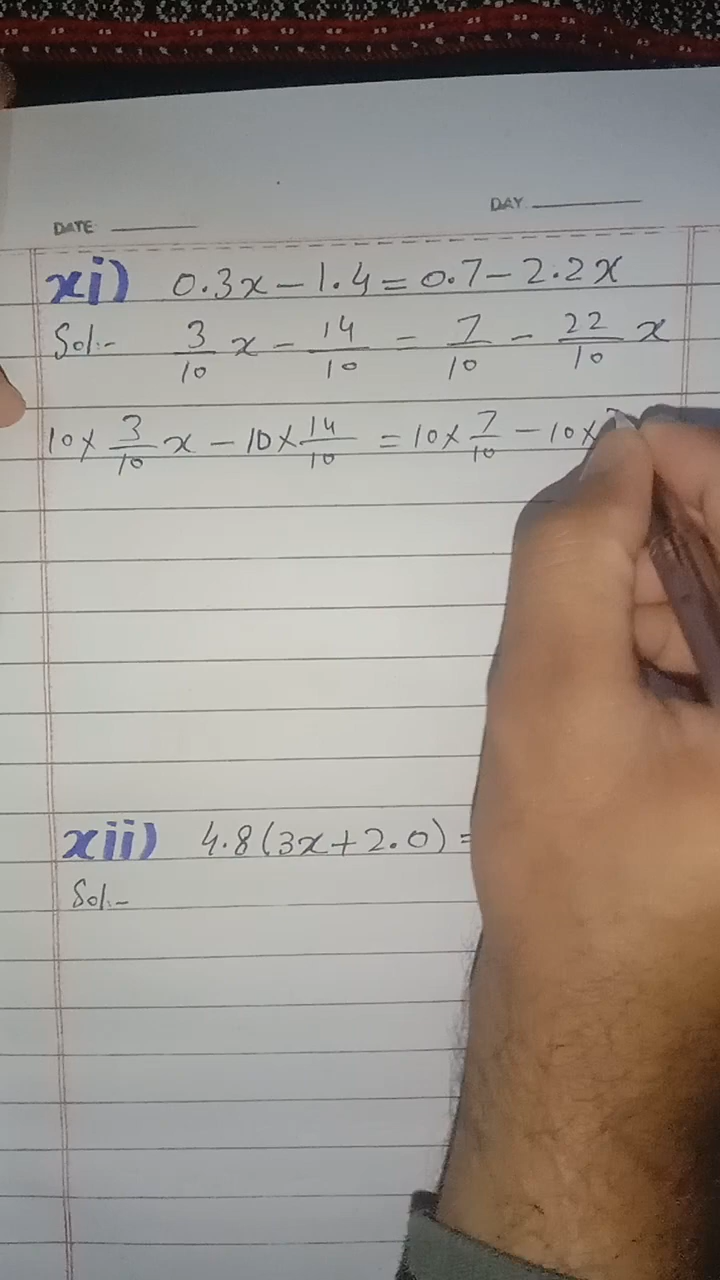 DAY
DATE
xi) 0.3x - 1.4 = 0.7 - 2.2x
Sol:- 3/10 x - 14/10 = 7/10 - 22/10 x
10 × 3/10 x - 10 × 14/10 = 10 × 7/10 - 10 ×
xii) 4.8(3x + 2.0) =
Sol:-